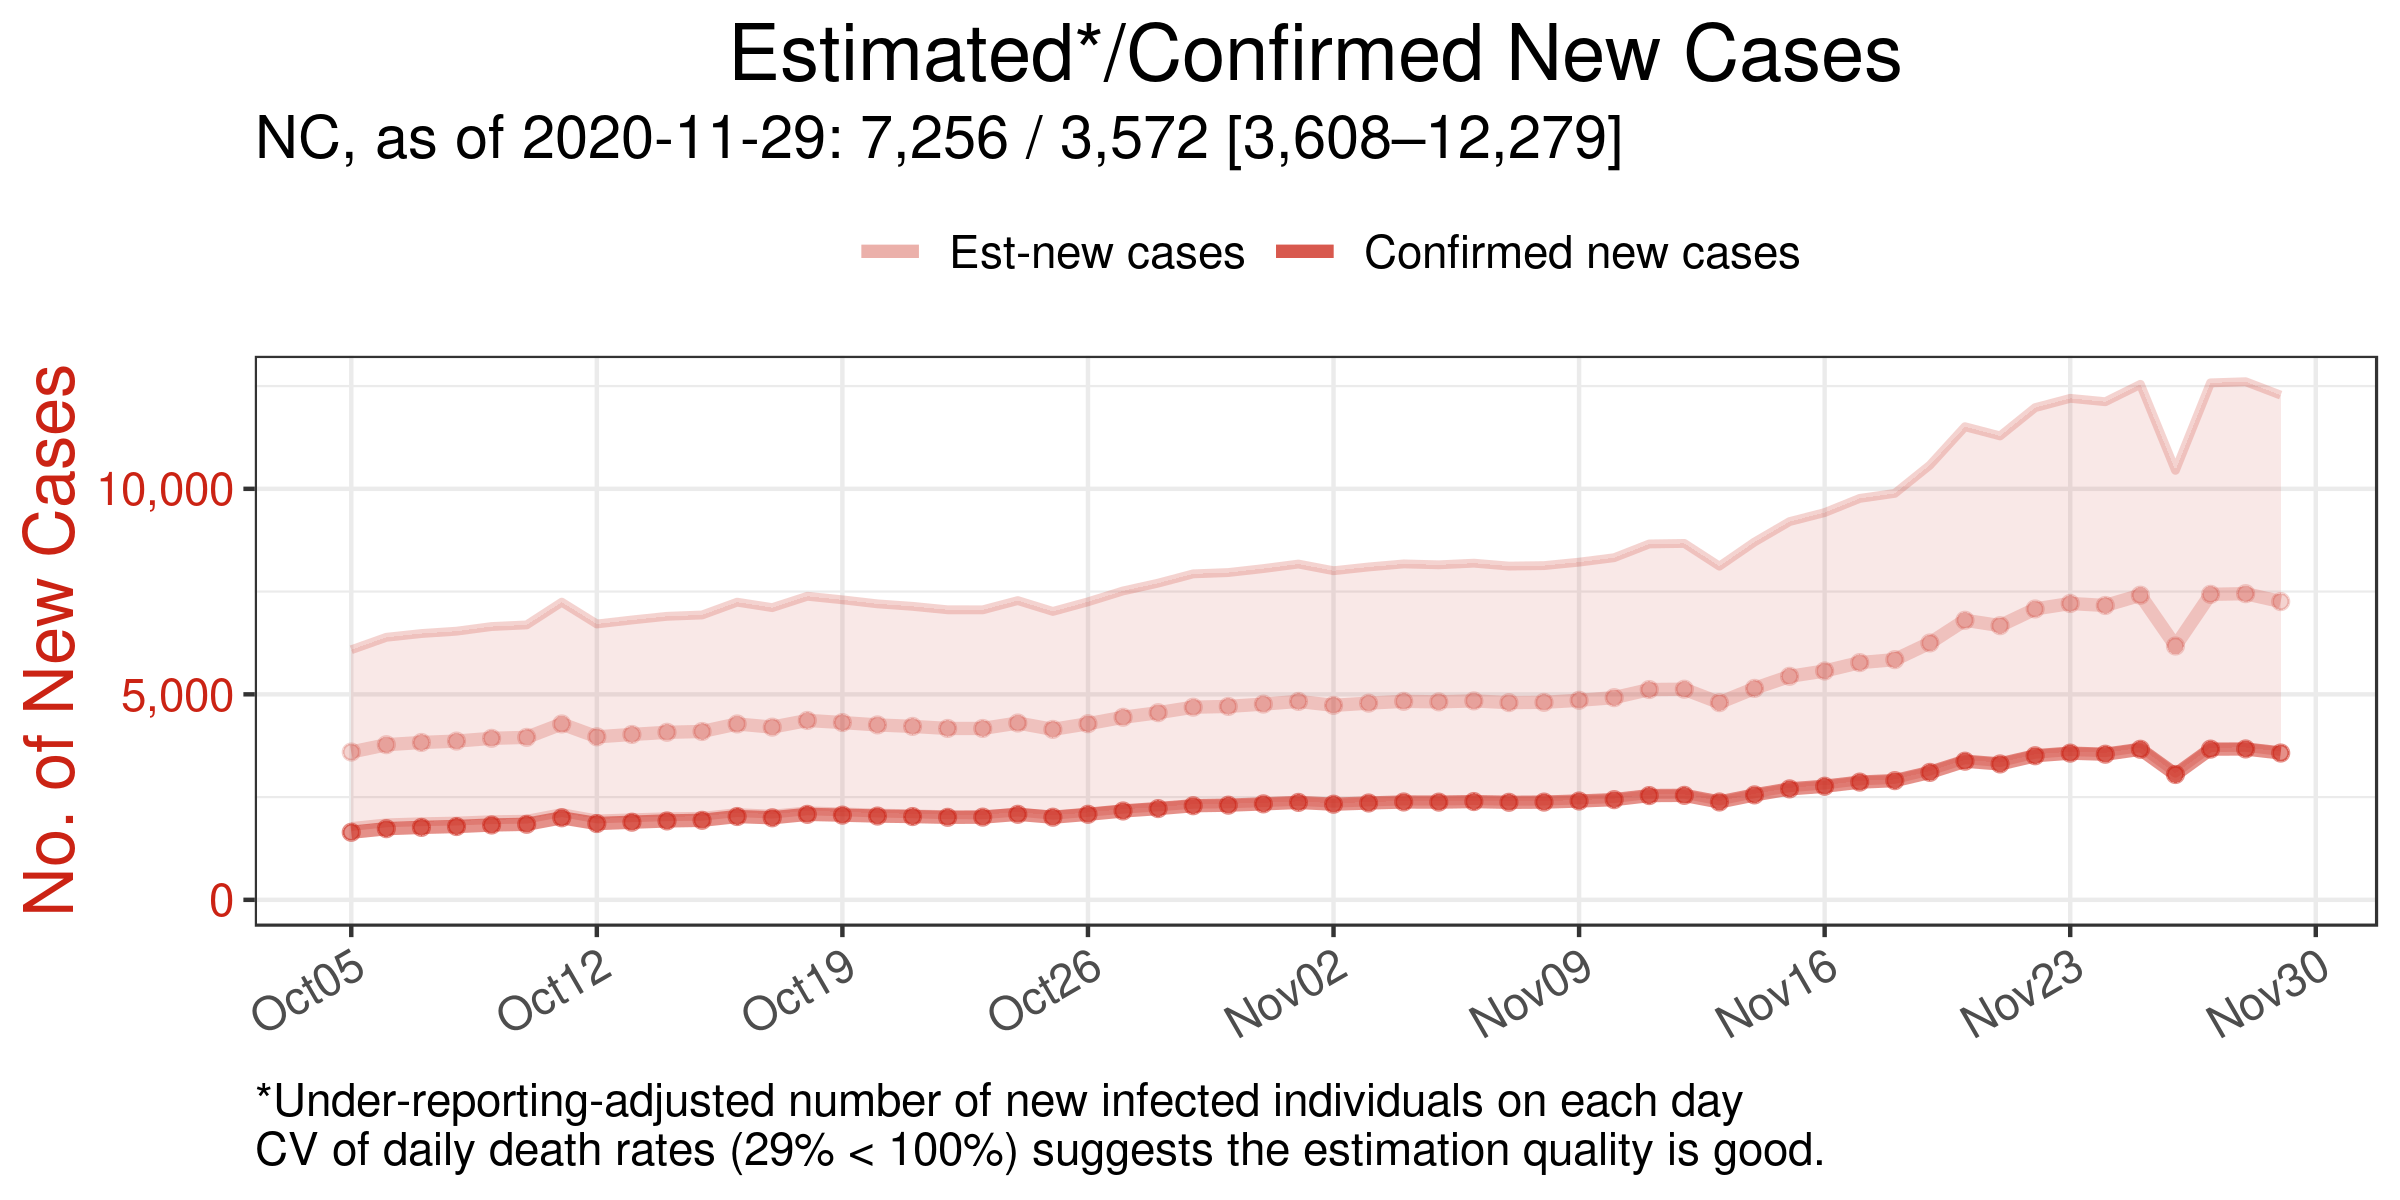 Estimated*/Confirmed New Cases
NC, as of 2020-11-29: 7,256 / 3,572 [3,608–12,279]
Est-new cases
Confirmed new cases
No. of New Cases
10,000
5,000
0
Oct05
Oct12
Oct19
Oct26
Nov02
Nov09
Nov16
Nov23
Nov30
*Under-reporting-adjusted number of new infected individuals on each day
CV of daily death rates (29% < 100%) suggests the estimation quality is good.